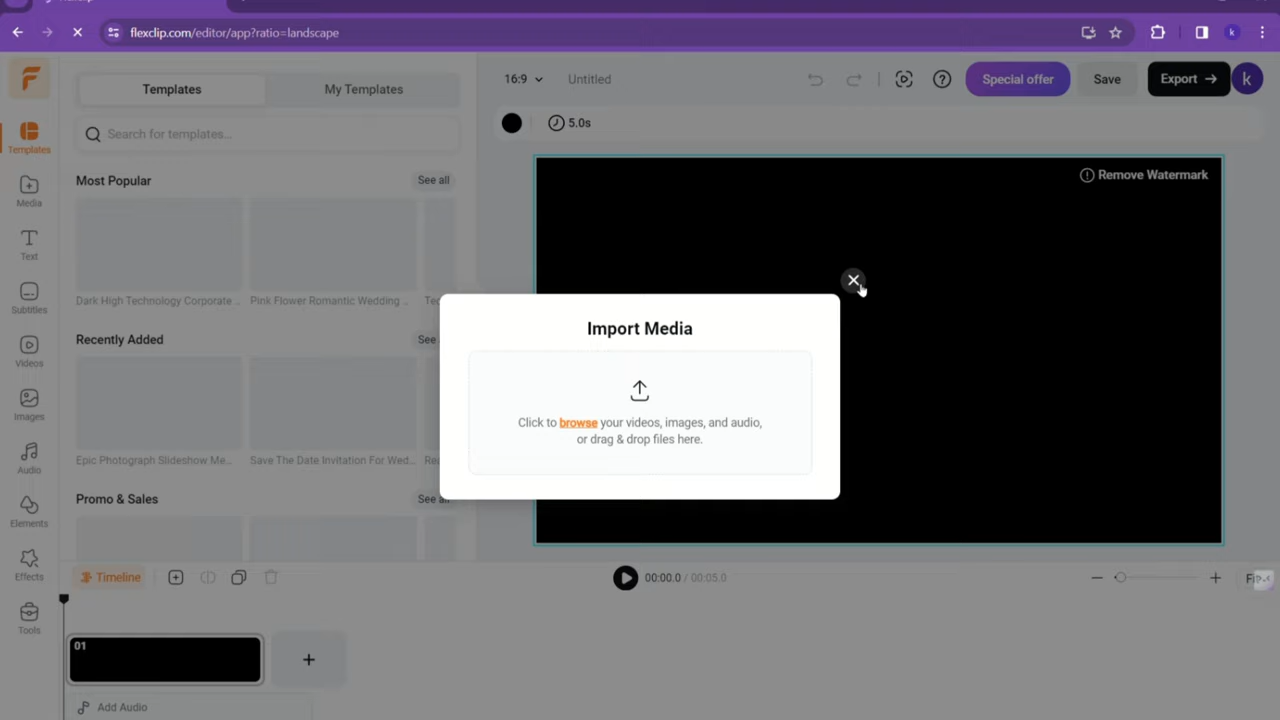 flexclip.com/editor/app?ratio=landscape
k
Templates
My Templates
16:9
Untitled
Special offer
Save
Export
k
Search for templates...
5.0s
Templates
Media
Text
Subtitles
Videos
Images
Audio
Elements
Effects
Tools
Most Popular
See all
Dark High Technology Corporate ..
Pink Flower Romantic Wedding ..
Recently Added
See
Epic Photograph Slideshow Me...
Save The Date Invitation For Wed...
Promo & Sales
See all
Remove Watermark
Import Media
Click to browse your videos, images, and audio,
or drag & drop files here.
Timeline
00:00.0 / 00:05.0
01
Add Audio